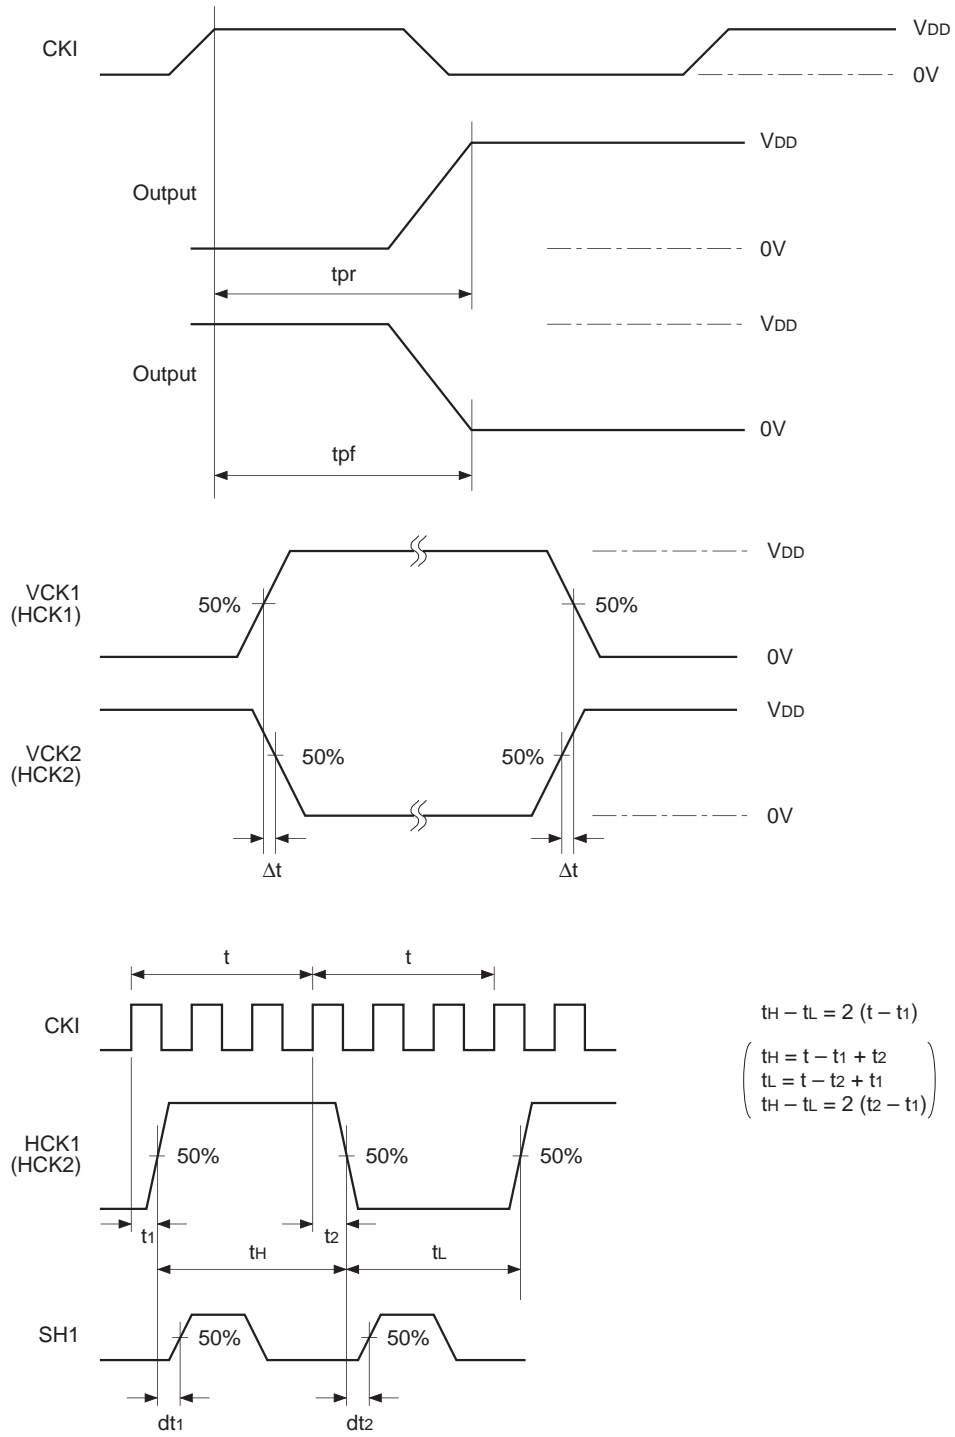 CKI
VDD
0V
VDD
Output
0V
tpr
VDD
Output
0V
tpf
VDD
VCK1
(HCK1)
50%
50%
0V
VDD
VCK2
(HCK2)
50%
50%
0V
Δt
Δt
t
t
CKI
tH – tL = 2 (t – t1)
tH = t – t1 + t2
tL = t – t2 + t1
tH – tL = 2 (t2 – t1)
HCK1
(HCK2)
50%
50%
50%
t1
t2
tH
tL
SH1
50%
50%
dt1
dt2